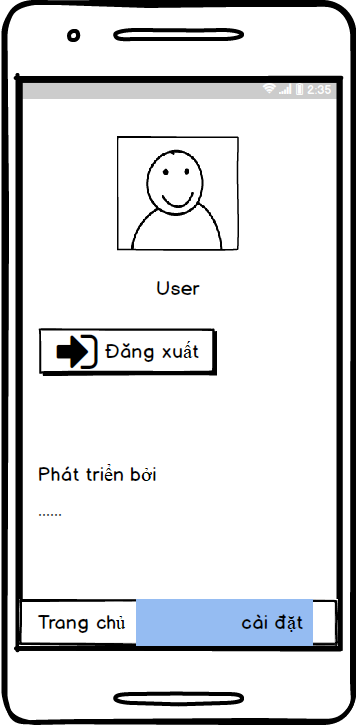 2:35
User
Đăng xuất
Phát triển bởi
......
Trang chủ
cài đặt